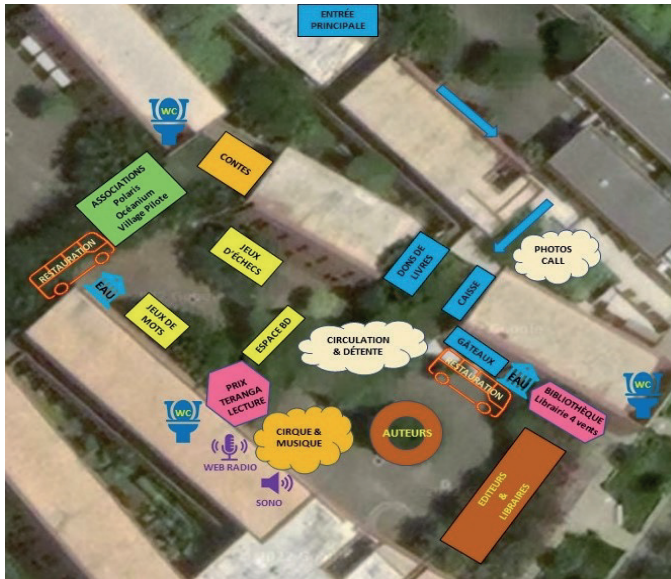 ENTRÉE
PRINCIPALE
WC
CONTES
ASSOCIATIONS
Polaris
Océanium
Village Pilote
RESTAURATION
EAU
JEUX
D'ÉCHECS
DONS DE
LIVRES
PHOTOS
CALL
CAISSE
JEUX DE
MOTS
ESPACE BD
CIRCULATION
& DÉTENTE
GÂTEAUX
RESTAURATION
EAU
PRIX
TERANGA
LECTURE
WC
BIBLIOTHÈQUE
Librairie 4 vents
WC
CIRQUE &
MUSIQUE
AUTEURS
WEB RADIO
SONO
EDITEURS
&
LIBRAIRES